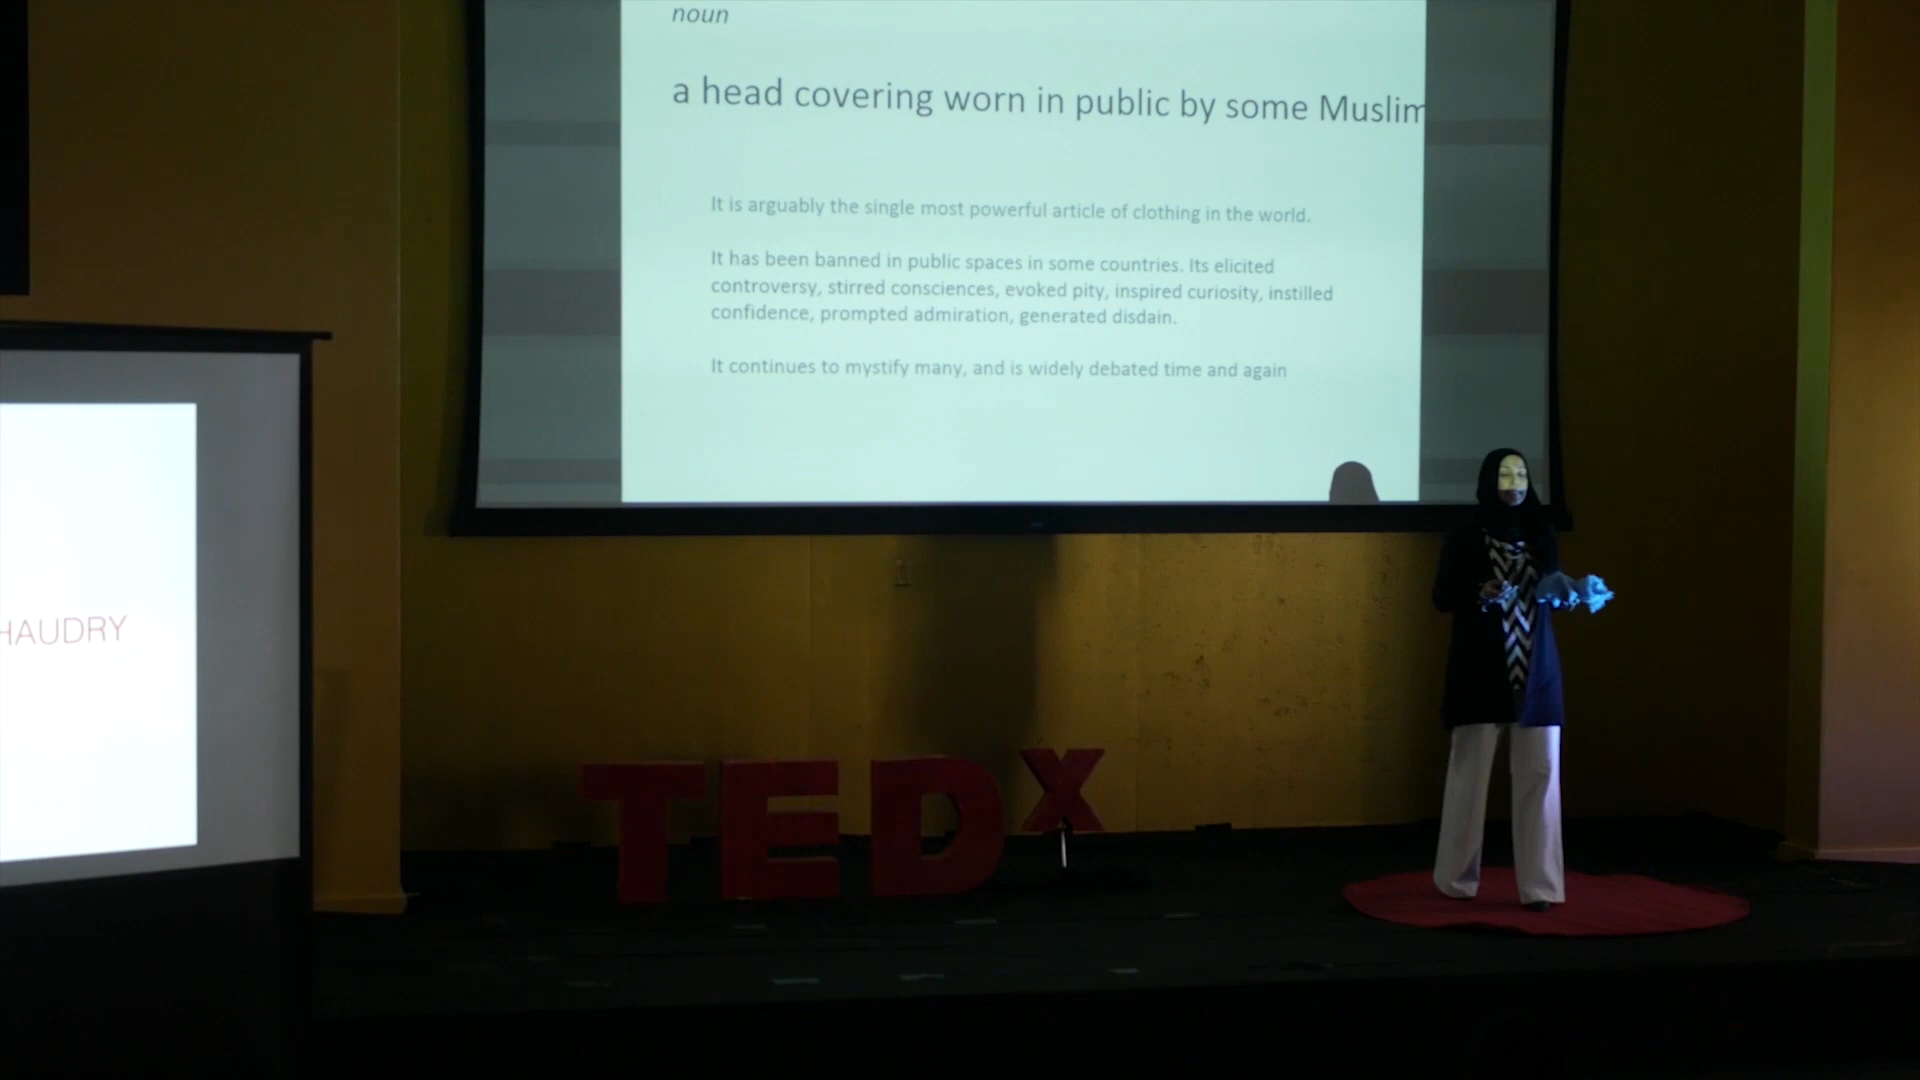 noun
a head covering worn in public by some Muslim
It is arguably the single most powerful article of clothing in the world.
It has been banned in public spaces in some countries. Its elicited
controversy, stirred consciences, evoked pity, inspired curiosity, instilled
confidence, prompted admiration, generated disdain.
It continues to mystify many, and is widely debated time and again
HAUDRY
TEDX